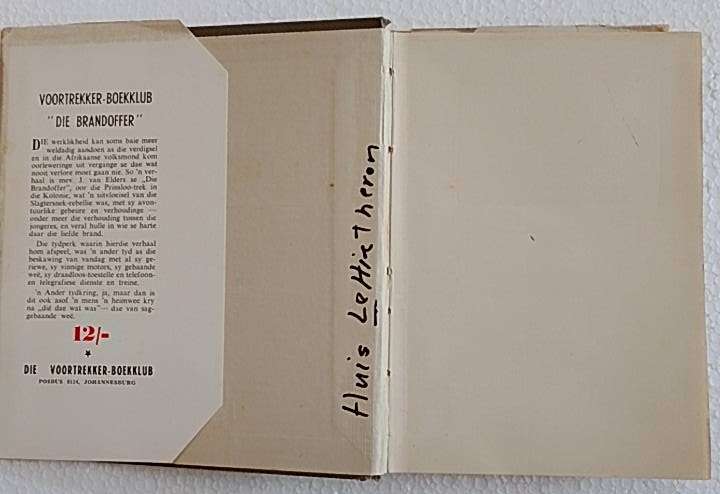 VOORTREKKER-BOEKKLUB
"DIE BRANDOFFER"
DIE werklikheid kan soms baie meer
weldadig aandoen as die verdigsel
en in die Afrikaanse volksmond kom
oorleweringe uit vergange se dae wat
nooit verlore moet gaan nie. So 'n ver-
haal is mev. J. van Elders se „Die
Brandoffer", oor die Prinsloo-trek in
die Kolonie, wat 'n uitvloeisel van die
Slagtersnek-rebellie was, met sy avon-
tuurlike gebeure en verhoudinge —
onder meer die verhouding tussen die
jongeres, en veral hulle in wie se harte
daar die liefde brand.
Die tydperk waarin hierdie verhaal
hom afspeel, was 'n ander tyd as die
beskawing van vandag met al sy ge-
riewe, sy vinnige motors, sy gebaande
weë, sy draadloos-toestelle en telefoon-
en telegrafiese dienste en treine.
'n Ander tydkring, ja, maar dan is
dit ook asof 'n mens 'n heimwee kry
na „die dae wat was"— dae van sag-
gebaande weë.
12/-
DIE VOORTREKKER-BOEKKLUB
POSBUS 8124, JOHANNESBURG
Huis Lettie Theron